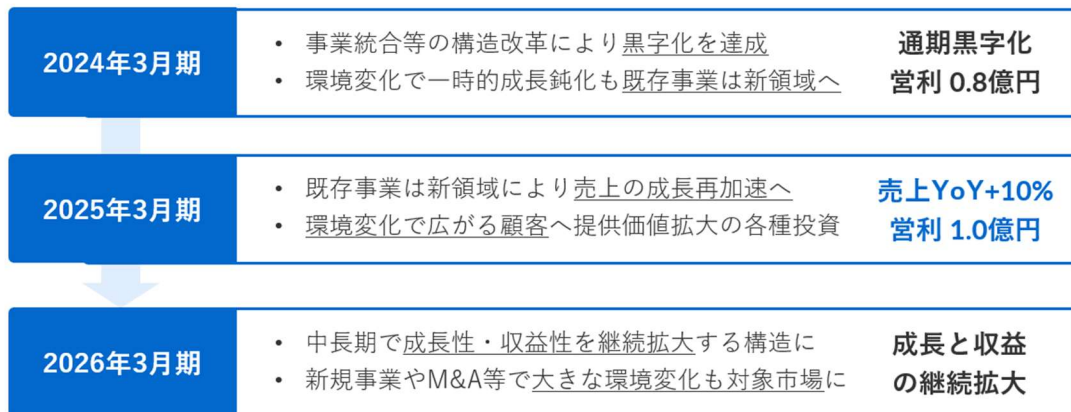 2024年3月期
• 事業統合等の構造改革により黒字化を達成
• 環境変化で一時的成長鈍化も既存事業は新領域へ
通期黒字化
営利 0.8億円
2025年3月期
• 既存事業は新領域により売上の成長再加速へ
• 環境変化で広がる顧客へ提供価値拡大の各種投資
売上YoY+10%
営利 1.0億円
2026年3月期
• 中長期で成長性・収益性を継続拡大する構造に
• 新規事業やM&A等で大きな環境変化も対象市場に
成長と収益
の継続拡大